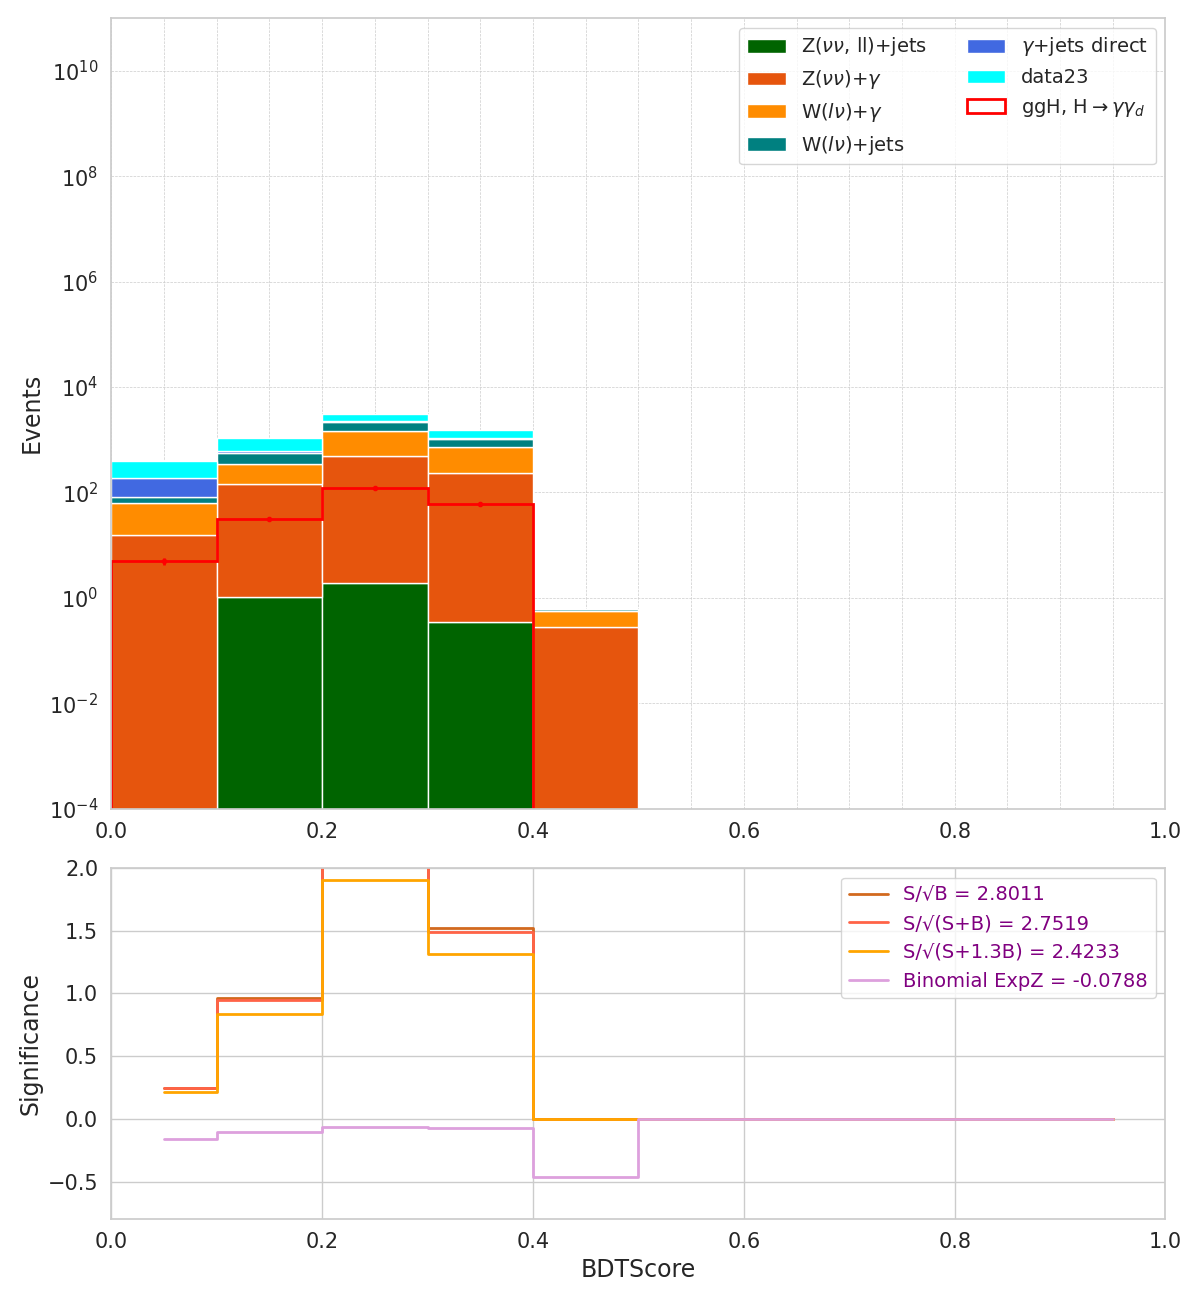 Z(νν, ll)+jets
Z(νν)+γ
W(lν)+γ
W(lν)+jets
γ+jets direct
data23
ggH, H→γγ_d
10^10
10^8
10^6
10^4
10^2
10^0
10^−2
10^−4
Events
0.0 0.2 0.4 0.6 0.8 1.0
S/√B = 2.8011
S/√(S+B) = 2.7519
S/√(S+1.3B) = 2.4233
Binomial ExpZ = -0.0788
2.0
1.5
1.0
0.5
0.0
−0.5
Significance
0.0 0.2 0.4 0.6 0.8 1.0
BDTScore